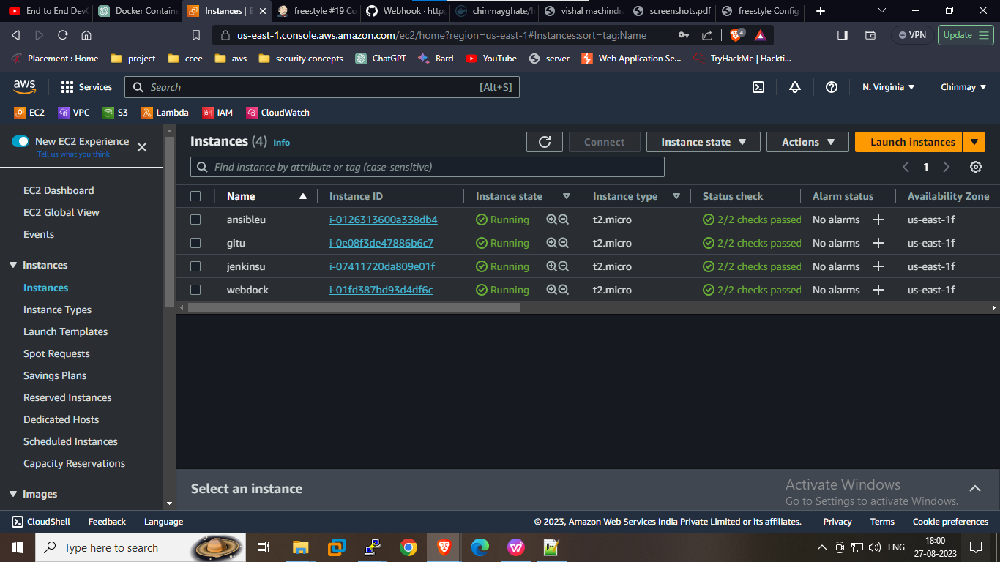 End to End Dev
Docker Containe
Instances | E
freestyle #19 Co
Webhook · http:
chinmayghate/
vishal machindra
screenshots.pdf
freestyle Config
us-east-1.console.aws.amazon.com/ec2/home?region=us-east-1#Instances:sort=tag:Name
4
VPN
Update
Placement : Home
project
ccee
aws
security concepts
ChatGPT
Bard
YouTube
server
Web Application Se...
TryHackMe | Hackti...
aws
Services
Search
[Alt+S]
N. Virginia
Chinmay
EC2
VPC
S3
Lambda
IAM
CloudWatch
New EC2 Experience
Tell us what you think
EC2 Dashboard
EC2 Global View
Events
Instances
Instances
Instance Types
Launch Templates
Spot Requests
Savings Plans
Reserved Instances
Dedicated Hosts
Scheduled Instances
Capacity Reservations
Images
Instances (4) Info
Connect
Instance state
Actions
Launch instances
Find instance by attribute or tag (case-sensitive)
1
Name Instance ID Instance state Instance type Status check Alarm status Availability Zone
ansibleu i-0126313600a338db4 Running t2.micro 2/2 checks passed No alarms us-east-1f
gitu i-0e08f3de47886b6c7 Running t2.micro 2/2 checks passed No alarms us-east-1f
jenkinsu i-07411720da809e01f Running t2.micro 2/2 checks passed No alarms us-east-1f
webdock i-01fd387bd93d4df6c Running t2.micro 2/2 checks passed No alarms us-east-1f
Select an instance
Activate Windows
Go to Settings to activate Windows.
CloudShell
Feedback
Language
© 2023, Amazon Web Services India Private Limited or its affiliates.
Privacy
Terms
Cookie preferences
Type here to search
ENG
18:00
27-08-2023